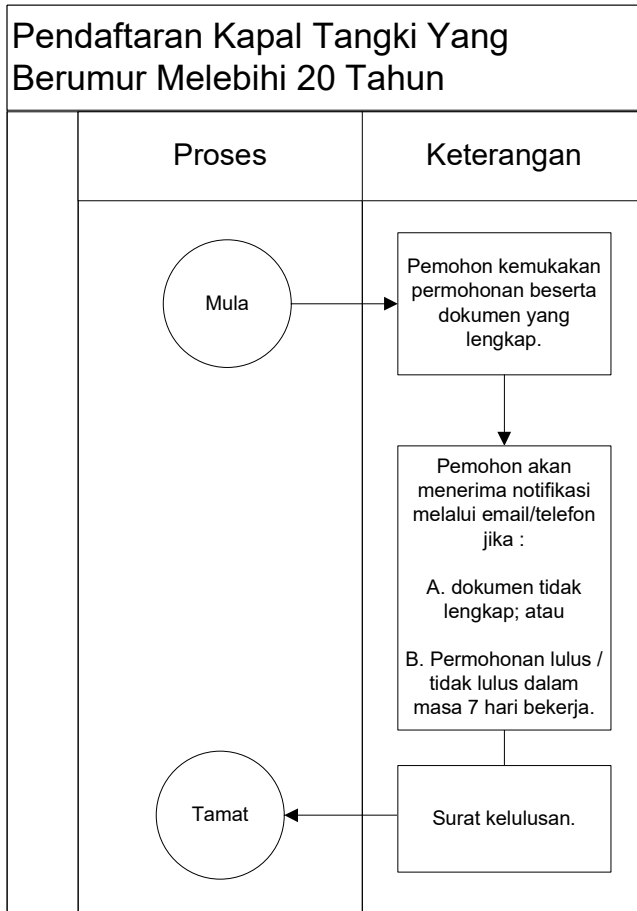 Pendaftaran Kapal Tangki Yang
Berumur Melebihi 20 Tahun
Proses
Keterangan
Mula
Pemohon kemukakan
permohonan beserta
dokumen yang
lengkap.
Pemohon akan
menerima notifikasi
melalui email/telefon
jika :
A. dokumen tidak
lengkap; atau
B. Permohonan lulus /
tidak lulus dalam
masa 7 hari bekerja.
Tamat
Surat kelulusan.